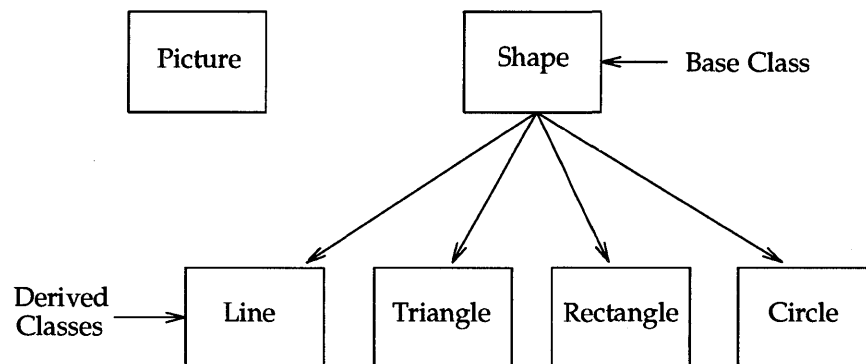 Picture
Shape
Base Class
Derived
Classes
Line
Triangle
Rectangle
Circle